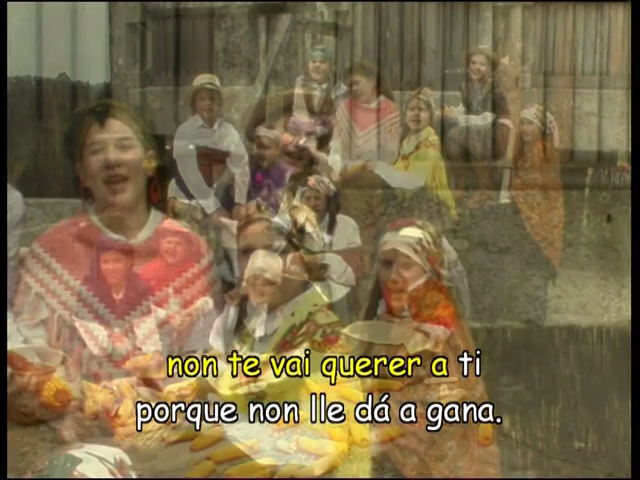 non te vai querer a ti
porque non lle dá a gana.